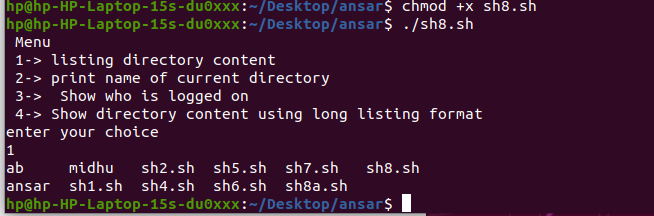 hp@hp-HP-Laptop-15s-du0xxx:~/Desktop/ansar$ chmod +x sh8.sh
hp@hp-HP-Laptop-15s-du0xxx:~/Desktop/ansar$ ./sh8.sh
 Menu
 1-> listing directory content
 2-> print name of current directory
 3->  Show who is logged on
 4-> Show directory content using long listing format
enter your choice
1
ab     midhu   sh2.sh  sh5.sh  sh7.sh   sh8.sh
ansar  sh1.sh  sh4.sh  sh6.sh  sh8a.sh
hp@hp-HP-Laptop-15s-du0xxx:~/Desktop/ansar$